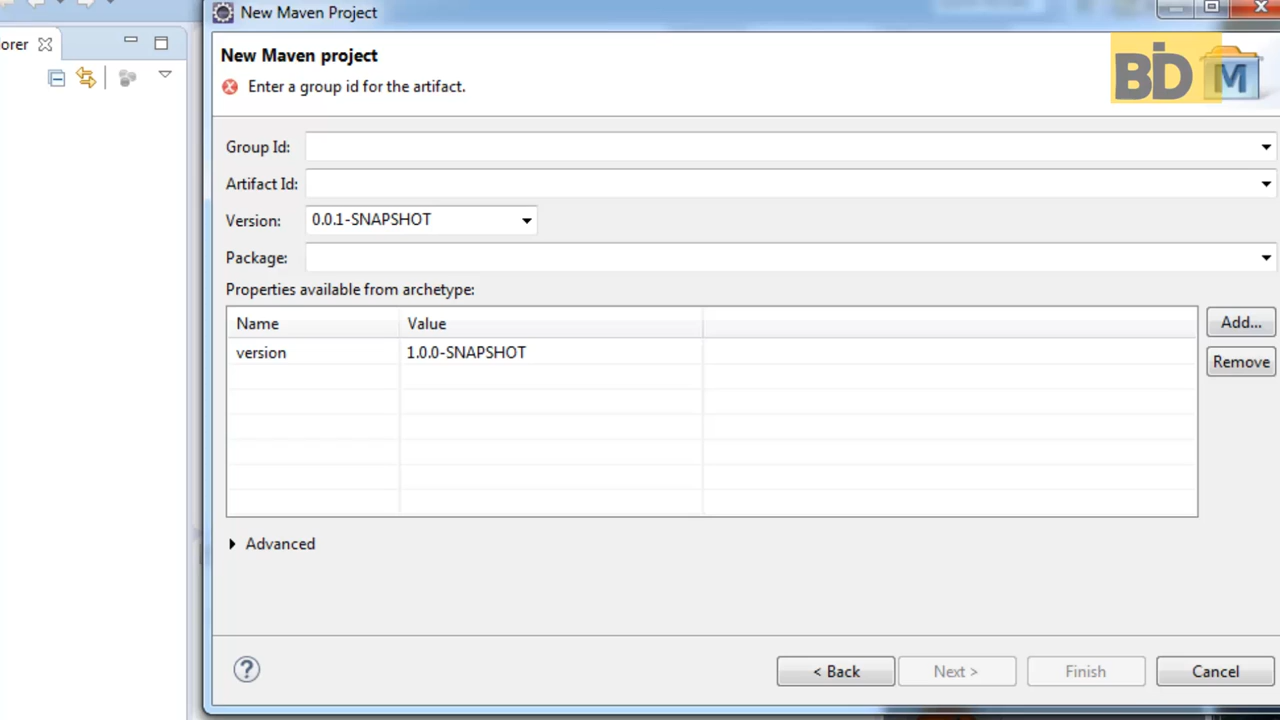 New Maven Project
orer
New Maven project
Enter a group id for the artifact.
BID
M
Group Id:
Artifact Id:
Version: 0.0.1-SNAPSHOT
Package:
Properties available from archetype:
Name Value
Add...
version 1.0.0-SNAPSHOT
Remove
Advanced
?
< Back Next > Finish Cancel